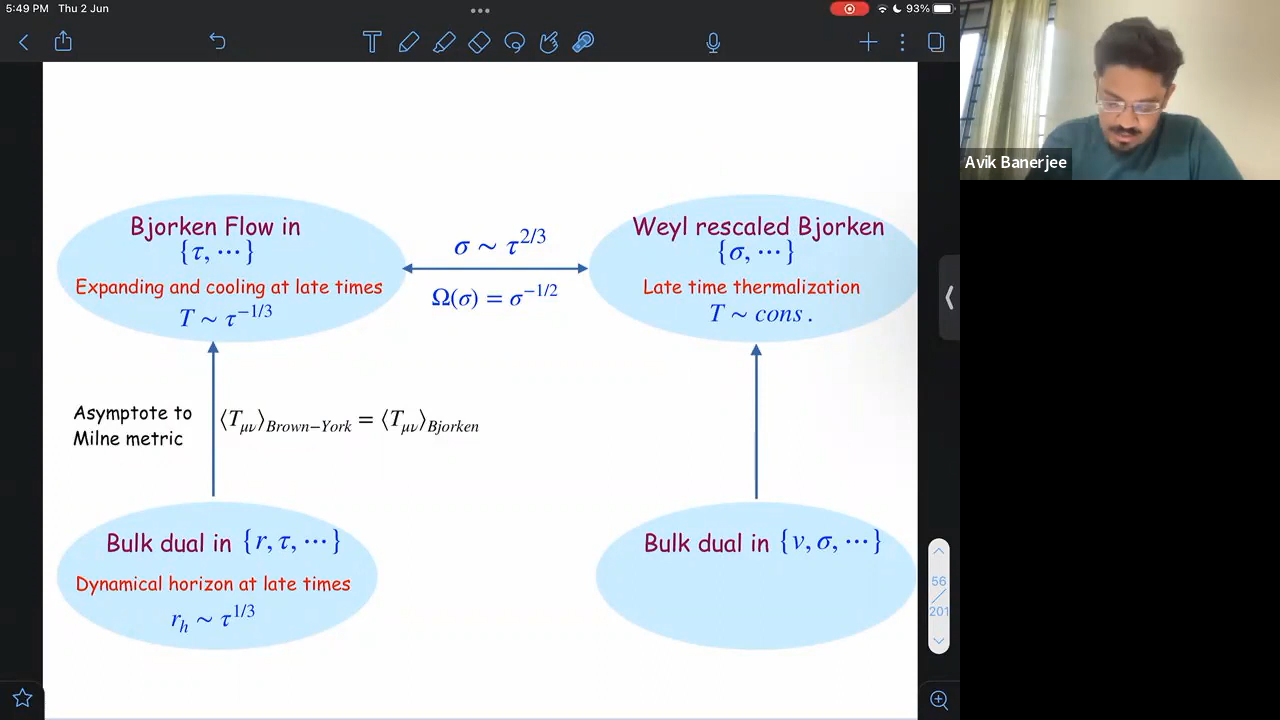 5:49 PM Thu 2 Jun
93%
Avik Banerjee
Bjorken Flow in
{τ, ⋯}
Expanding and cooling at late times
T ∼ τ^{-1/3}
σ ∼ τ^{2/3}
Ω(σ) = σ^{-1/2}
Weyl rescaled Bjorken
{σ, ⋯}
Late time thermalization
T ∼ cons .
Asymptote to
Milne metric
⟨T_{μν}⟩_{Brown−York} = ⟨T_{μν}⟩_{Bjorken}
Bulk dual in {r, τ, ⋯}
Dynamical horizon at late times
r_h ∼ τ^{1/3}
Bulk dual in {v, σ, ⋯}
56
201